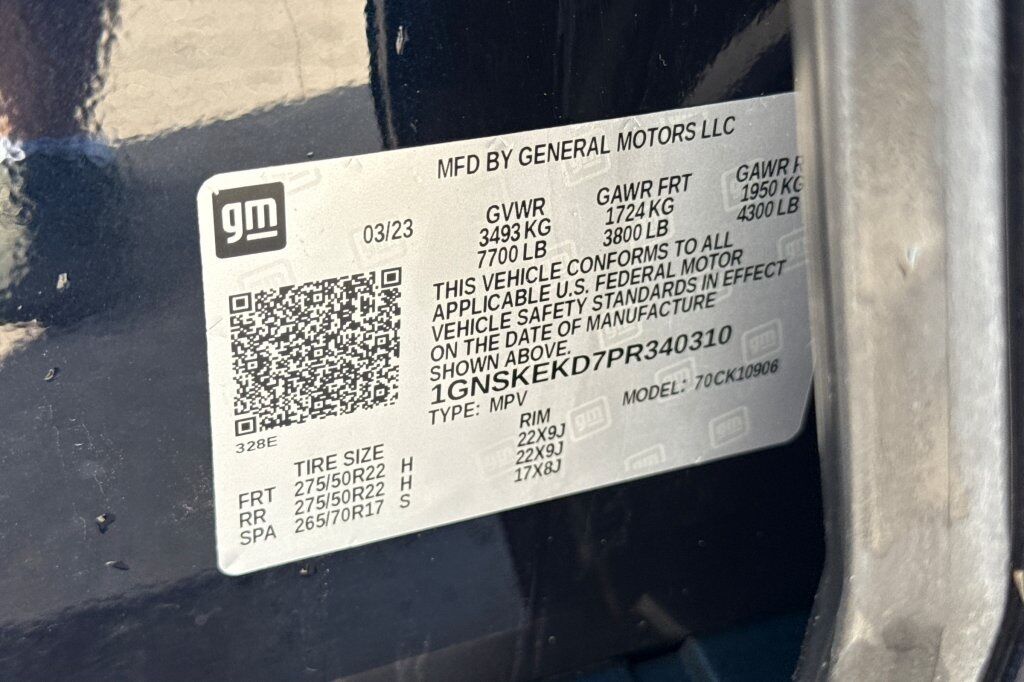 MFD BY GENERAL MOTORS LLC
gm
03/23
GVWR GAWR FRT GAWR
3493 KG 1724 KG 1950 KG
7700 LB 3800 LB 4300 LB
THIS VEHICLE CONFORMS TO ALL
APPLICABLE U.S. FEDERAL MOTOR
VEHICLE SAFETY STANDARDS IN EFFECT
ON THE DATE OF MANUFACTURE
SHOWN ABOVE.
1GNSKEKD7PR340310
TYPE: MPV MODEL: 70CK10906
328E
TIRE SIZE RIM
FRT 275/50R22 H 22X9J
RR 275/50R22 H 22X9J
SPA 265/70R17 S 17X8J